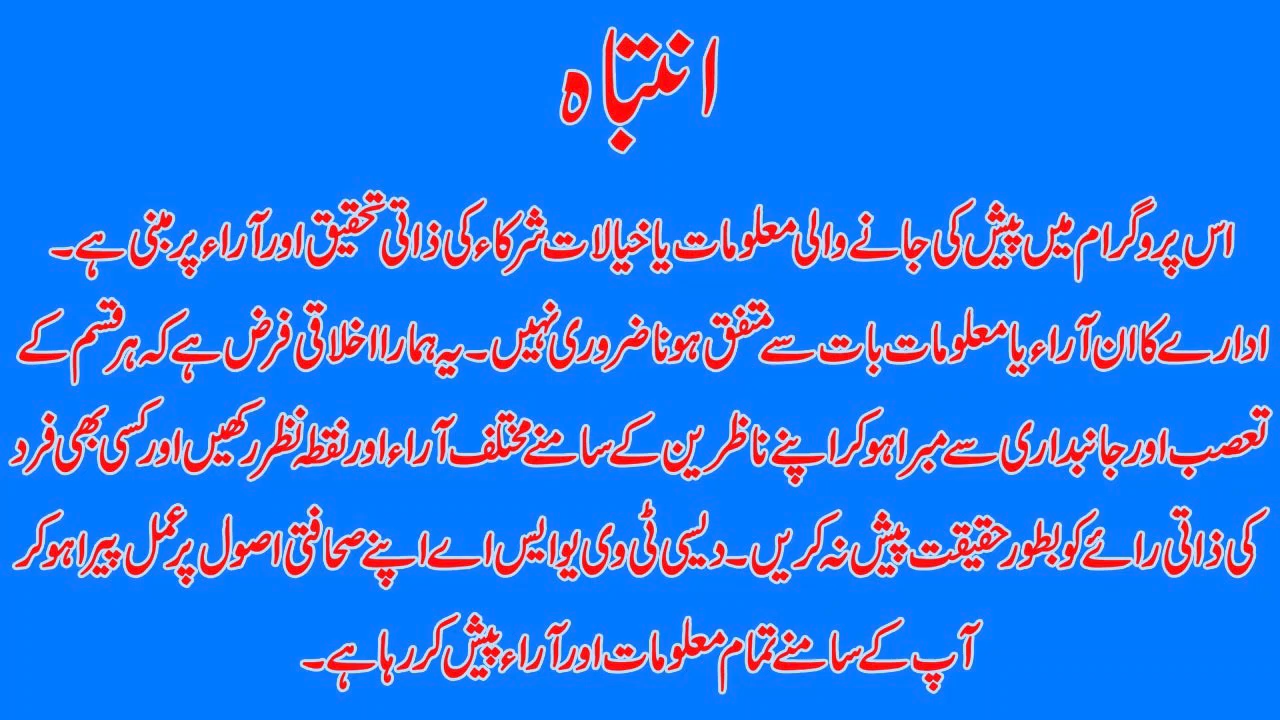 انتباہ
اس پروگرام میں پیش کی جانے والی معلومات یا خیالات شرکاء کی ذاتی تحقیق اور آراء پر مبنی ہے۔
ادارے کا ان آراء یا معلومات بات سے متفق ہونا ضروری نہیں۔ یہ ہمارا اخلاقی فرض ہے کہ ہر قسم کے
تعصب اور جانبداری سے مبرا ہو کر اپنے ناظرین کے سامنے مختلف آراء اور نقطہ نظر رکھیں اور کسی بھی فرد
کی ذاتی رائے کو بطور حقیقت پیش نہ کریں۔ دیسی ٹی وی یو ایس اے اپنے صحافتی اصول پر عمل پیرا ہو کر
آپ کے سامنے تمام معلومات اور آراء پیش کر رہا ہے۔